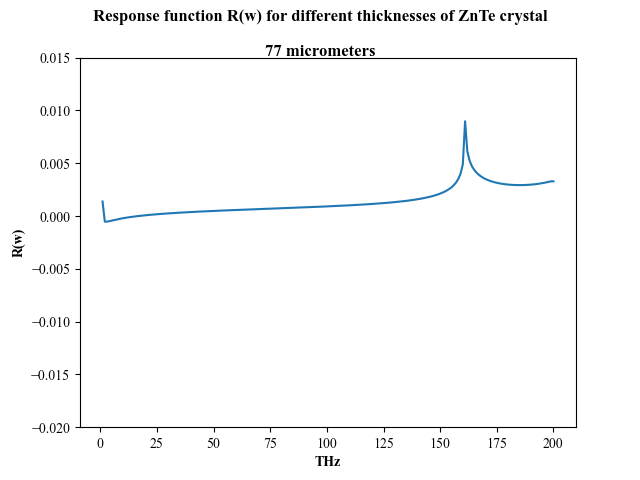 Response function R(w) for different thicknesses of ZnTe crystal
77 micrometers
0.015
0.010
0.005
0.000
−0.005
−0.010
−0.015
−0.020
R(w)
0 25 50 75 100 125 150 175 200
THz